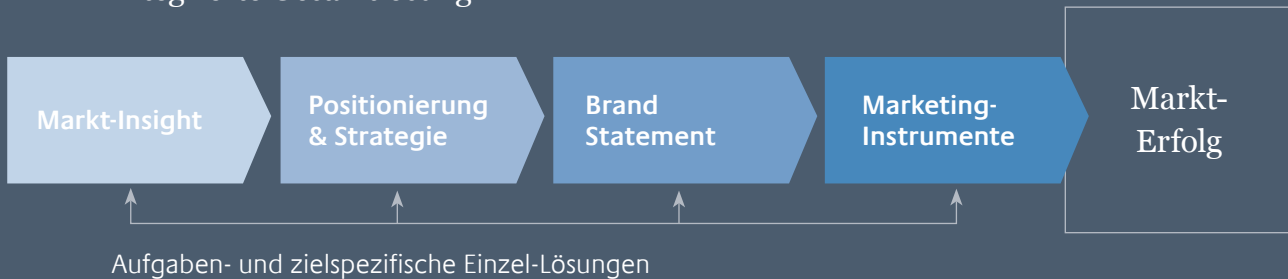 Markt-Insight
Positionierung
& Strategie
Brand
Statement
Marketing-
Instrumente
Markt-
Erfolg
Aufgaben- und zielspezifische Einzel-Lösungen